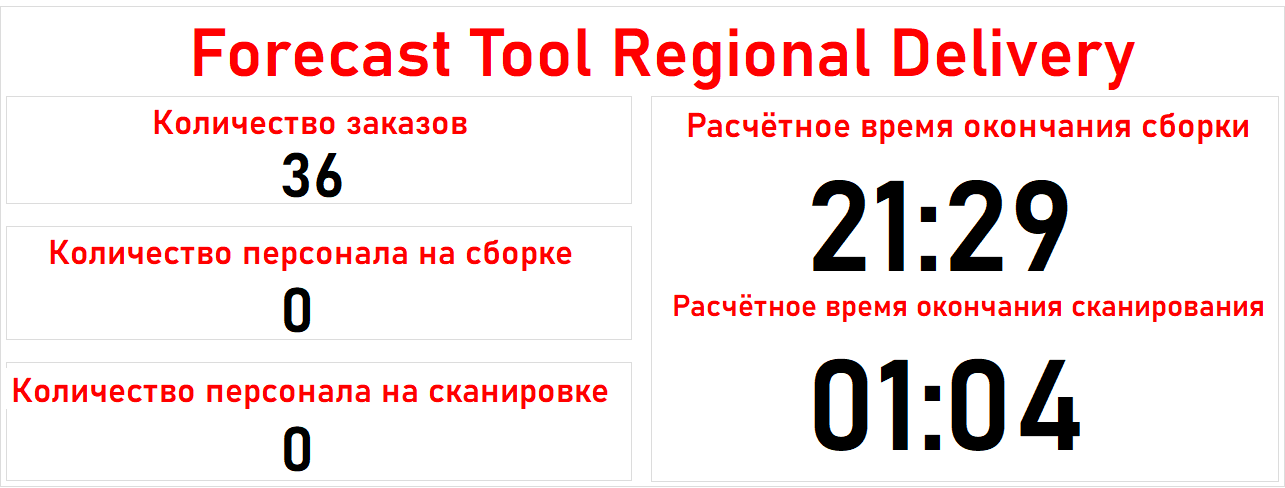 Forecast Tool Regional Delivery
Количество заказов
36
Количество персонала на сборке
0
Количество персонала на сканировке
0
Расчётное время окончания сборки
21:29
Расчётное время окончания сканирования
01:04